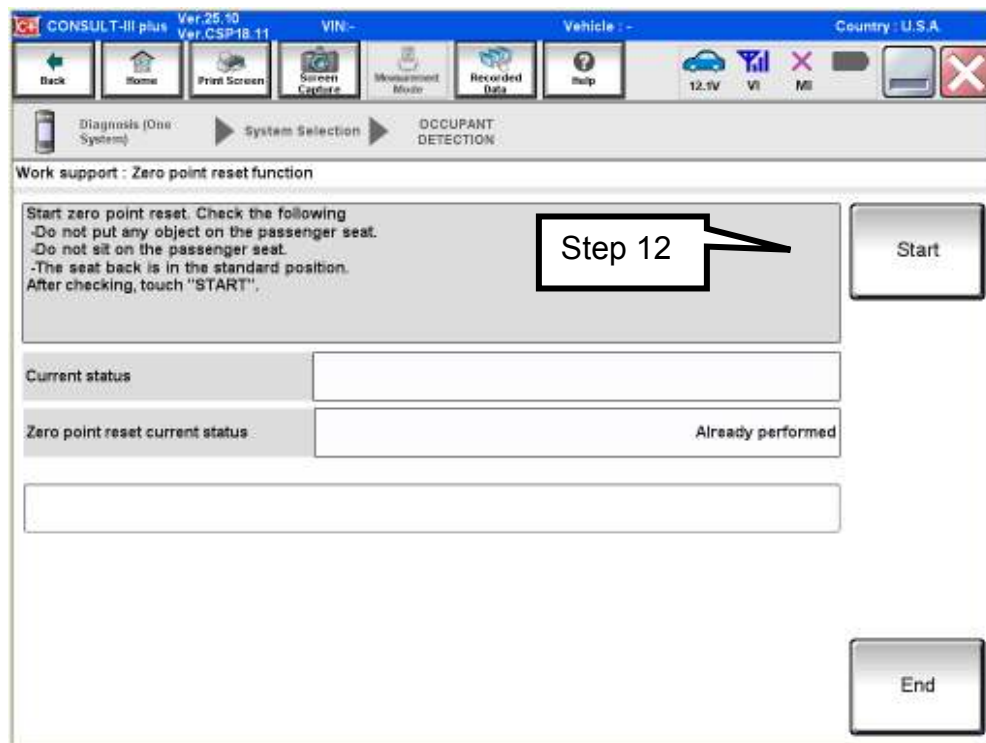 C+ CONSULT-III plus Ver.25.10 Ver.CSP18.11 VIN:- Vehicle : - Country : U.S.A.
Back Home Print Screen Screen Capture Measurement Mode Recorded Data Help 12.1V VI MI
Diagnosis (One System) System Selection OCCUPANT DETECTION
Work support : Zero point reset function
Start zero point reset. Check the following
-Do not put any object on the passenger seat.
-Do not sit on the passenger seat.
-The seat back is in the standard position.
After checking, touch "START".
Step 12
Start
Current status
Zero point reset current status Already performed
End